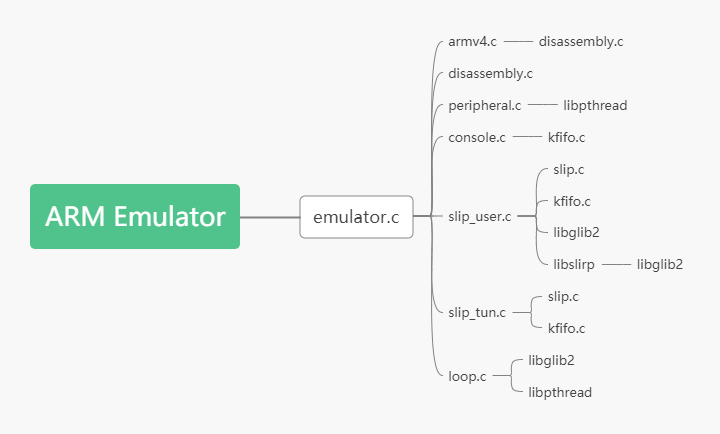 ARM Emulator
emulator.c
armv4.c
disassembly.c
disassembly.c
peripheral.c
libpthread
console.c
kfifo.c
slip_user.c
slip.c
kfifo.c
libglib2
libslirp
libglib2
slip_tun.c
slip.c
kfifo.c
loop.c
libglib2
libpthread